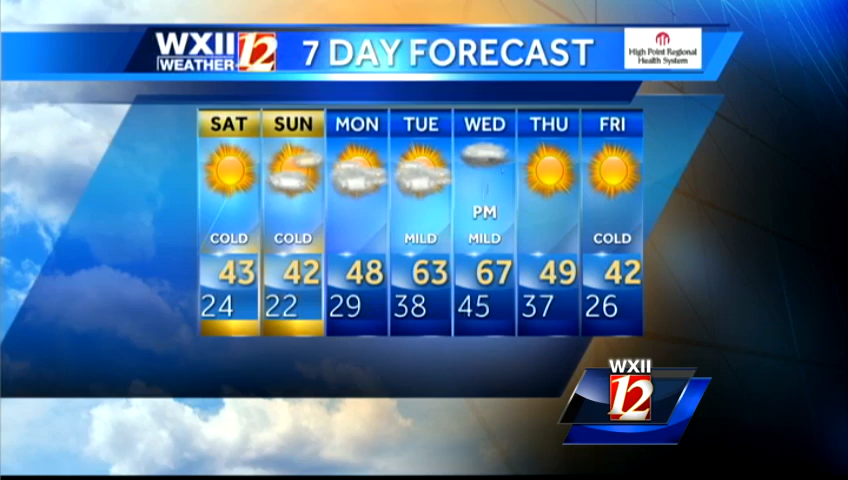 WXII 12
WEATHER
7 DAY FORECAST
High Point Regional
Health System
SAT SUN MON TUE WED THU FRI
PM
COLD COLD MILD MILD COLD
43 42 48 63 67 49 42
24 22 29 38 45 37 26
WXII
12